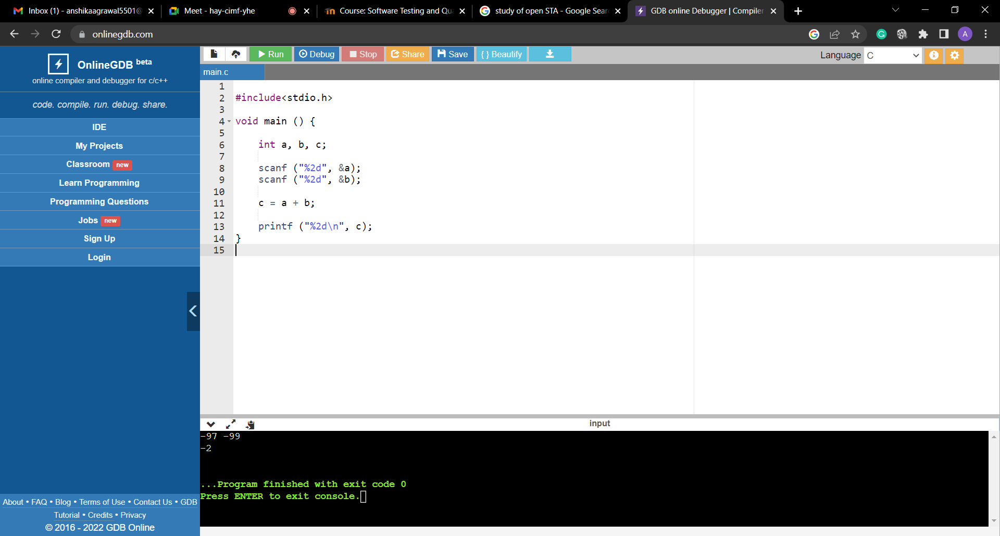 Inbox (1) - anshikaagrawal5501@
Meet - hay-cimf-yhe
Course: Software Testing and Qu
study of open STA - Google Sear
GDB online Debugger | Compiler
onlinegdb.com
A
OnlineGDB beta
online compiler and debugger for c/c++
code. compile. run. debug. share.
IDE
My Projects
Classroom new
Learn Programming
Programming Questions
Jobs new
Sign Up
Login
About • FAQ • Blog • Terms of Use • Contact Us • GDB
Tutorial • Credits • Privacy
© 2016 - 2022 GDB Online
Run Debug Stop Share Save { } Beautify
Language C
main.c
1
2 #include<stdio.h>
3
4 void main () {
5
6     int a, b, c;
7
8     scanf ("%2d", &a);
9     scanf ("%2d", &b);
10
11     c = a + b;
12
13     printf ("%2d\n", c);
14 }
15
input
-97 -99
-2
...Program finished with exit code 0
Press ENTER to exit console.